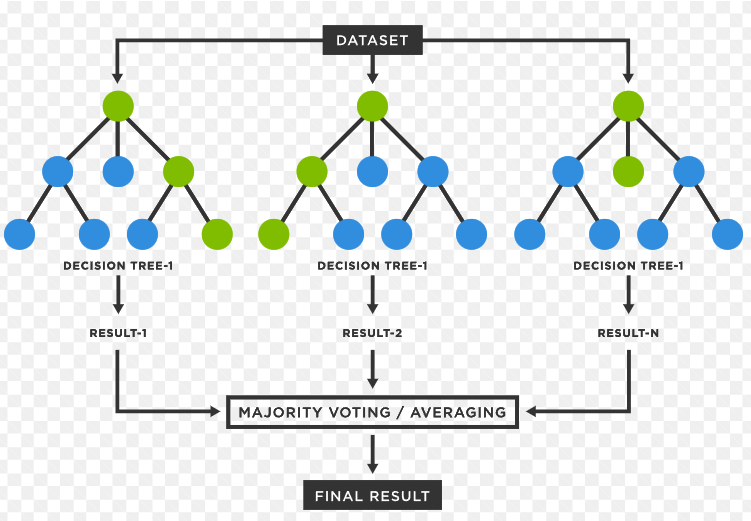 DATASET
DECISION TREE-1
DECISION TREE-1
DECISION TREE-1
RESULT-1
RESULT-2
RESULT-N
MAJORITY VOTING / AVERAGING
FINAL RESULT